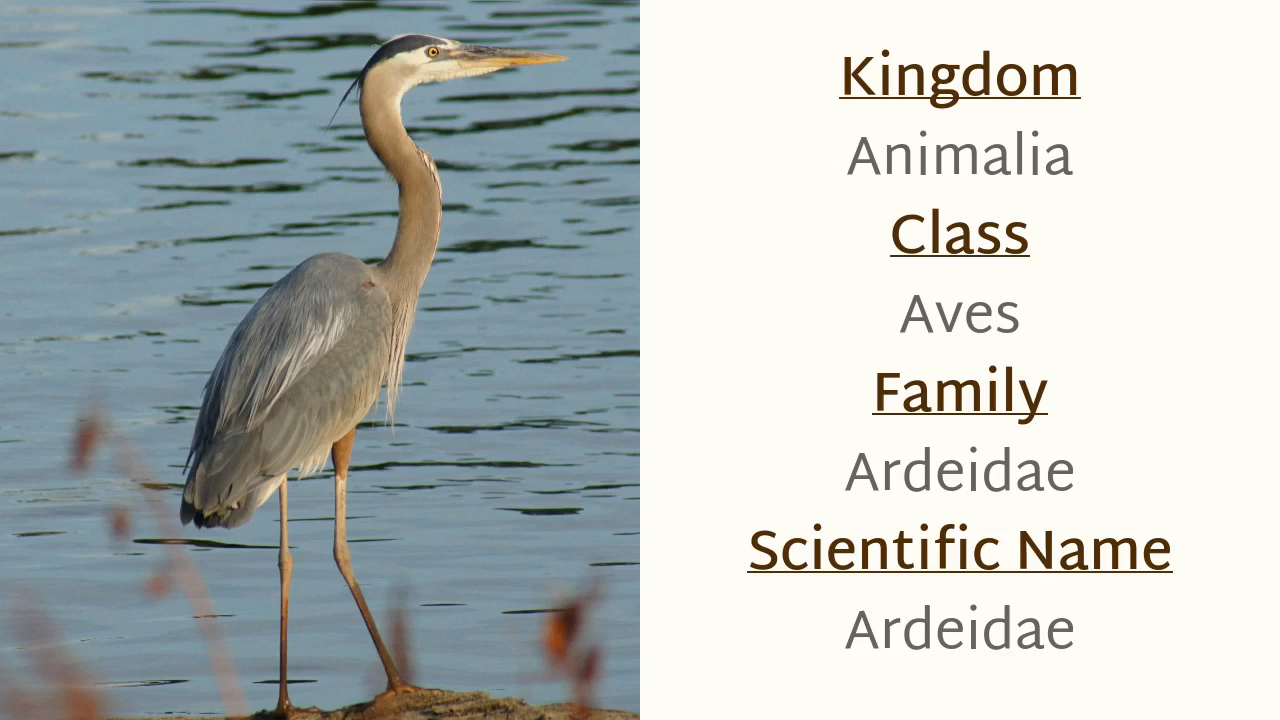 Kingdom
Animalia
Class
Aves
Family
Ardeidae
Scientific Name
Ardeidae